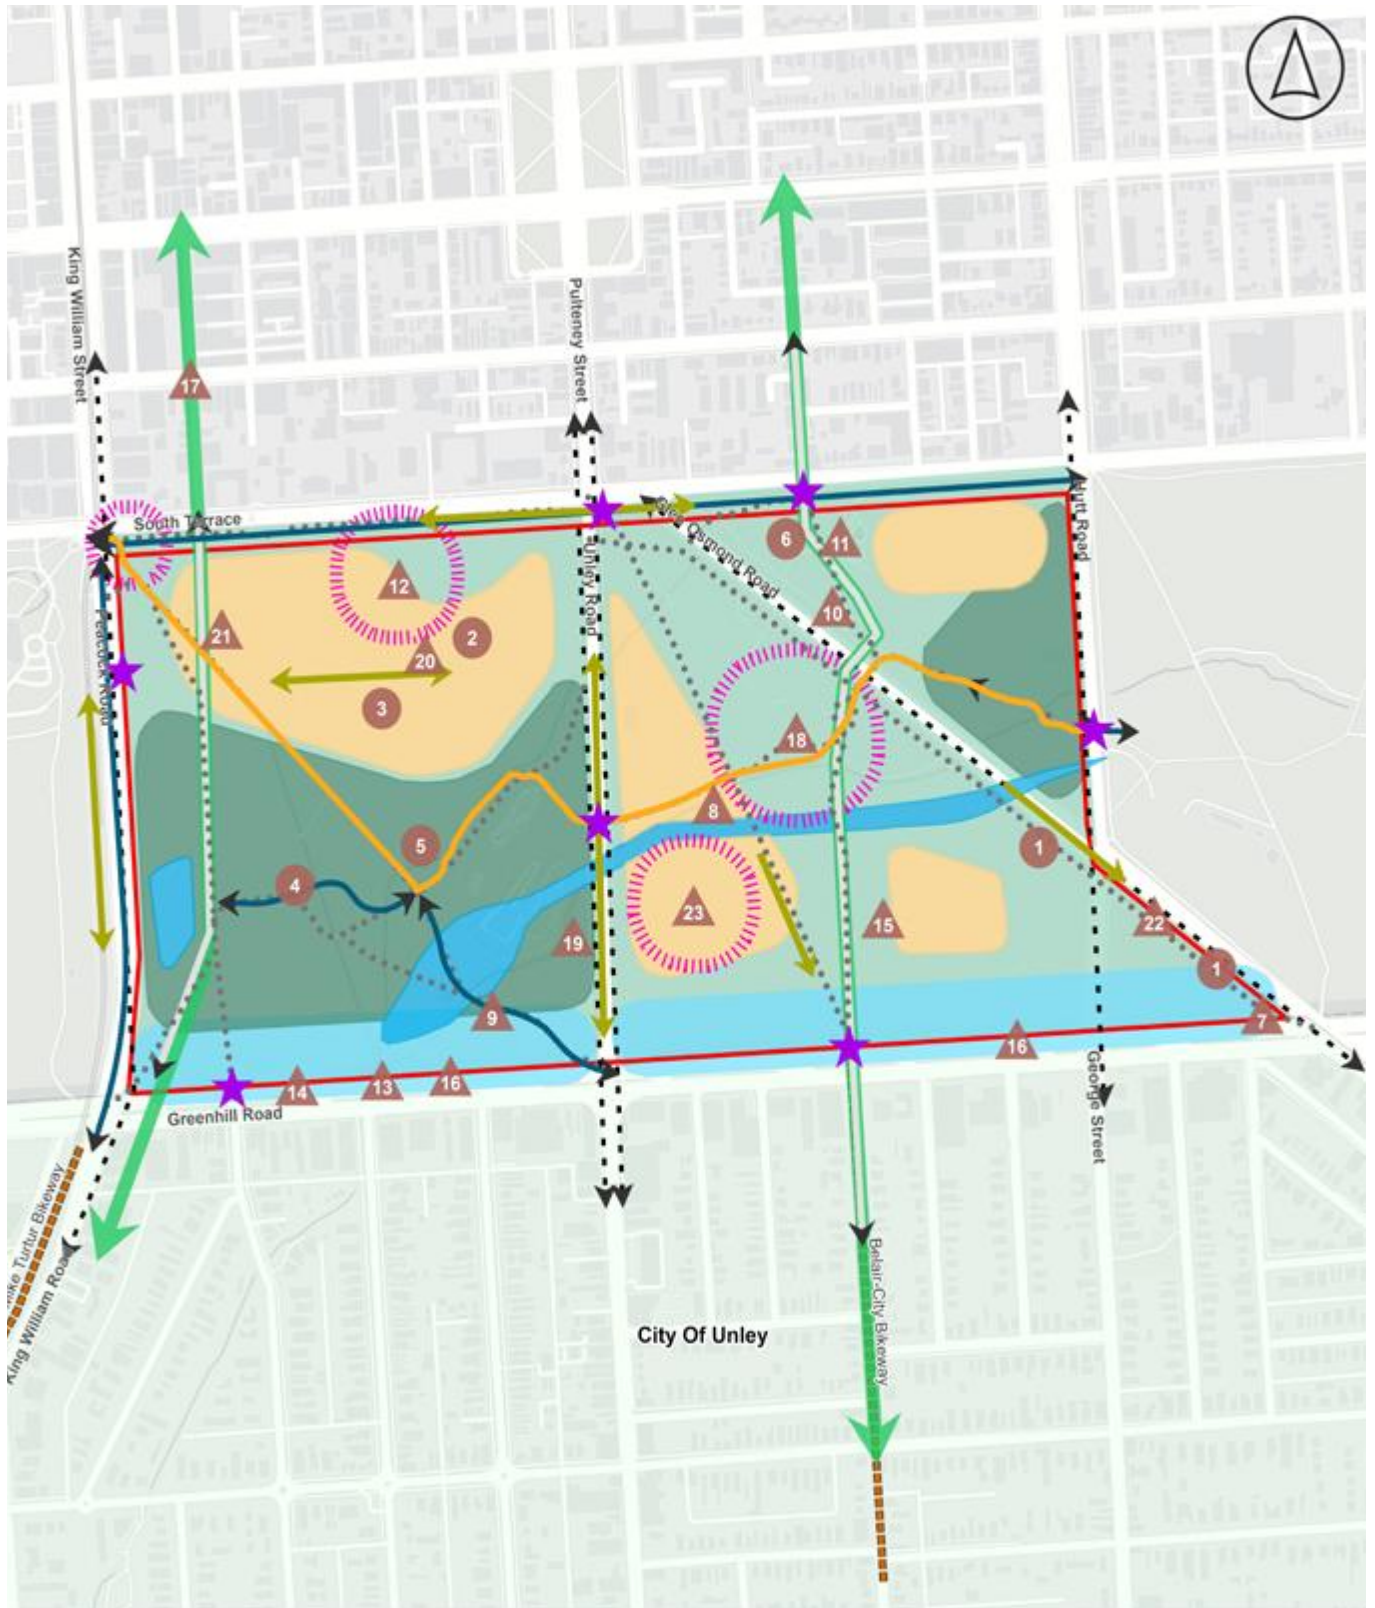 King William Street
Pulteney Street
17
South Terrace
Glen Osmond Road
Hutt Road
Unley Road
Peacock Road
6
11
12
10
2
21
20
3
18
8
5
1
4
23
15
22
19
9
1
7
16
14
13
16
Greenhill Road
George Street
Mike Turtur Bikeway
King William Road
Belair-City Bikeway
City Of Unley